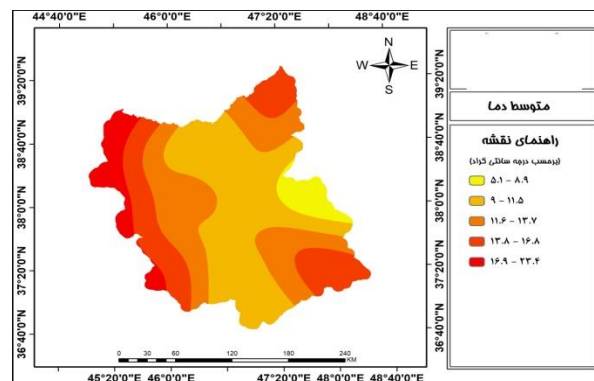 44°40'0"E 46°0'0"E 47°20'0"E 48°40'0"E
N
W E
S
39°20'0"N
38°40'0"N
38°0'0"N
37°20'0"N
36°40'0"N
39°20'0"N
38°40'0"N
38°0'0"N
37°20'0"N
36°40'0"N
0 30 60 120 180 240
KM
45°20'0"E 46°0'0"E 47°20'0"E 48°40'0"E
متوسط دما
راهنمای نقشه
(برحسب درجه سانتی گراد)
۵.۱ - ۸.۹
۹ - ۱۱.۵
۱۱.۶ - ۱۳.۷
۱۳.۸ - ۱۶.۸
۱۶.۹ - ۲۳.۴